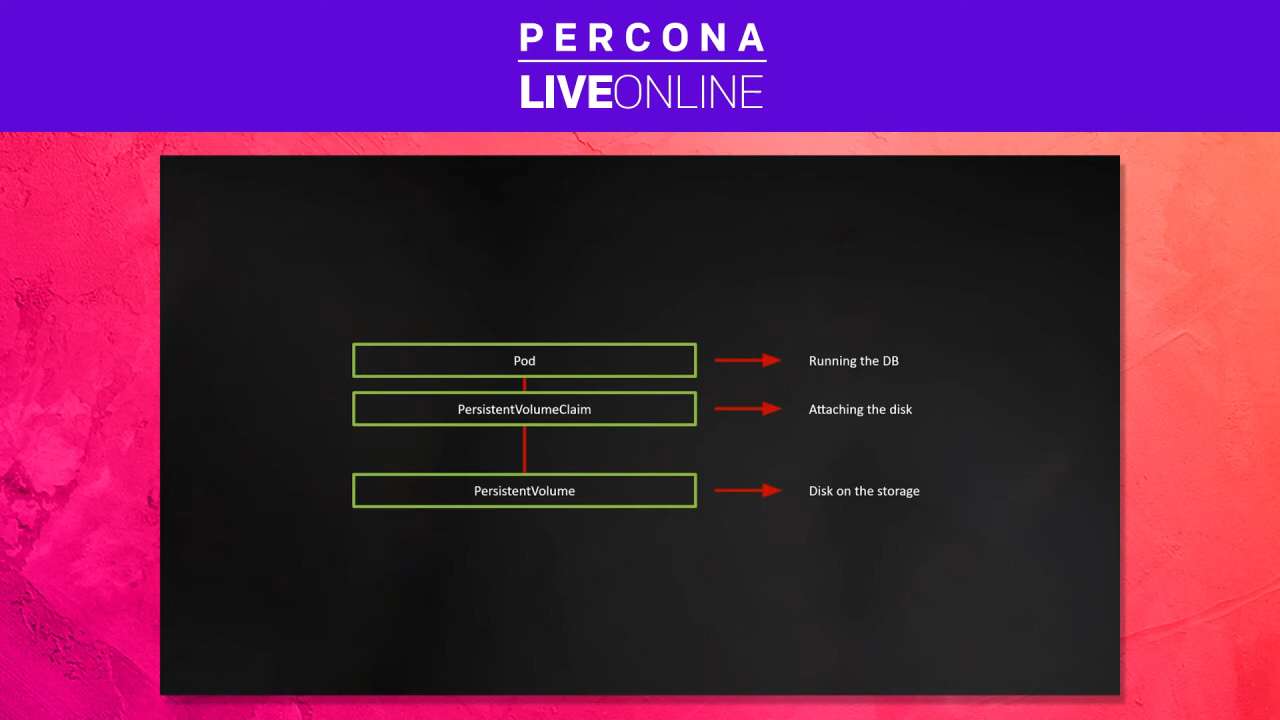 PERCONA
LIVEONLINE
Pod
Running the DB
PersistentVolumeClaim
Attaching the disk
PersistentVolume
Disk on the storage